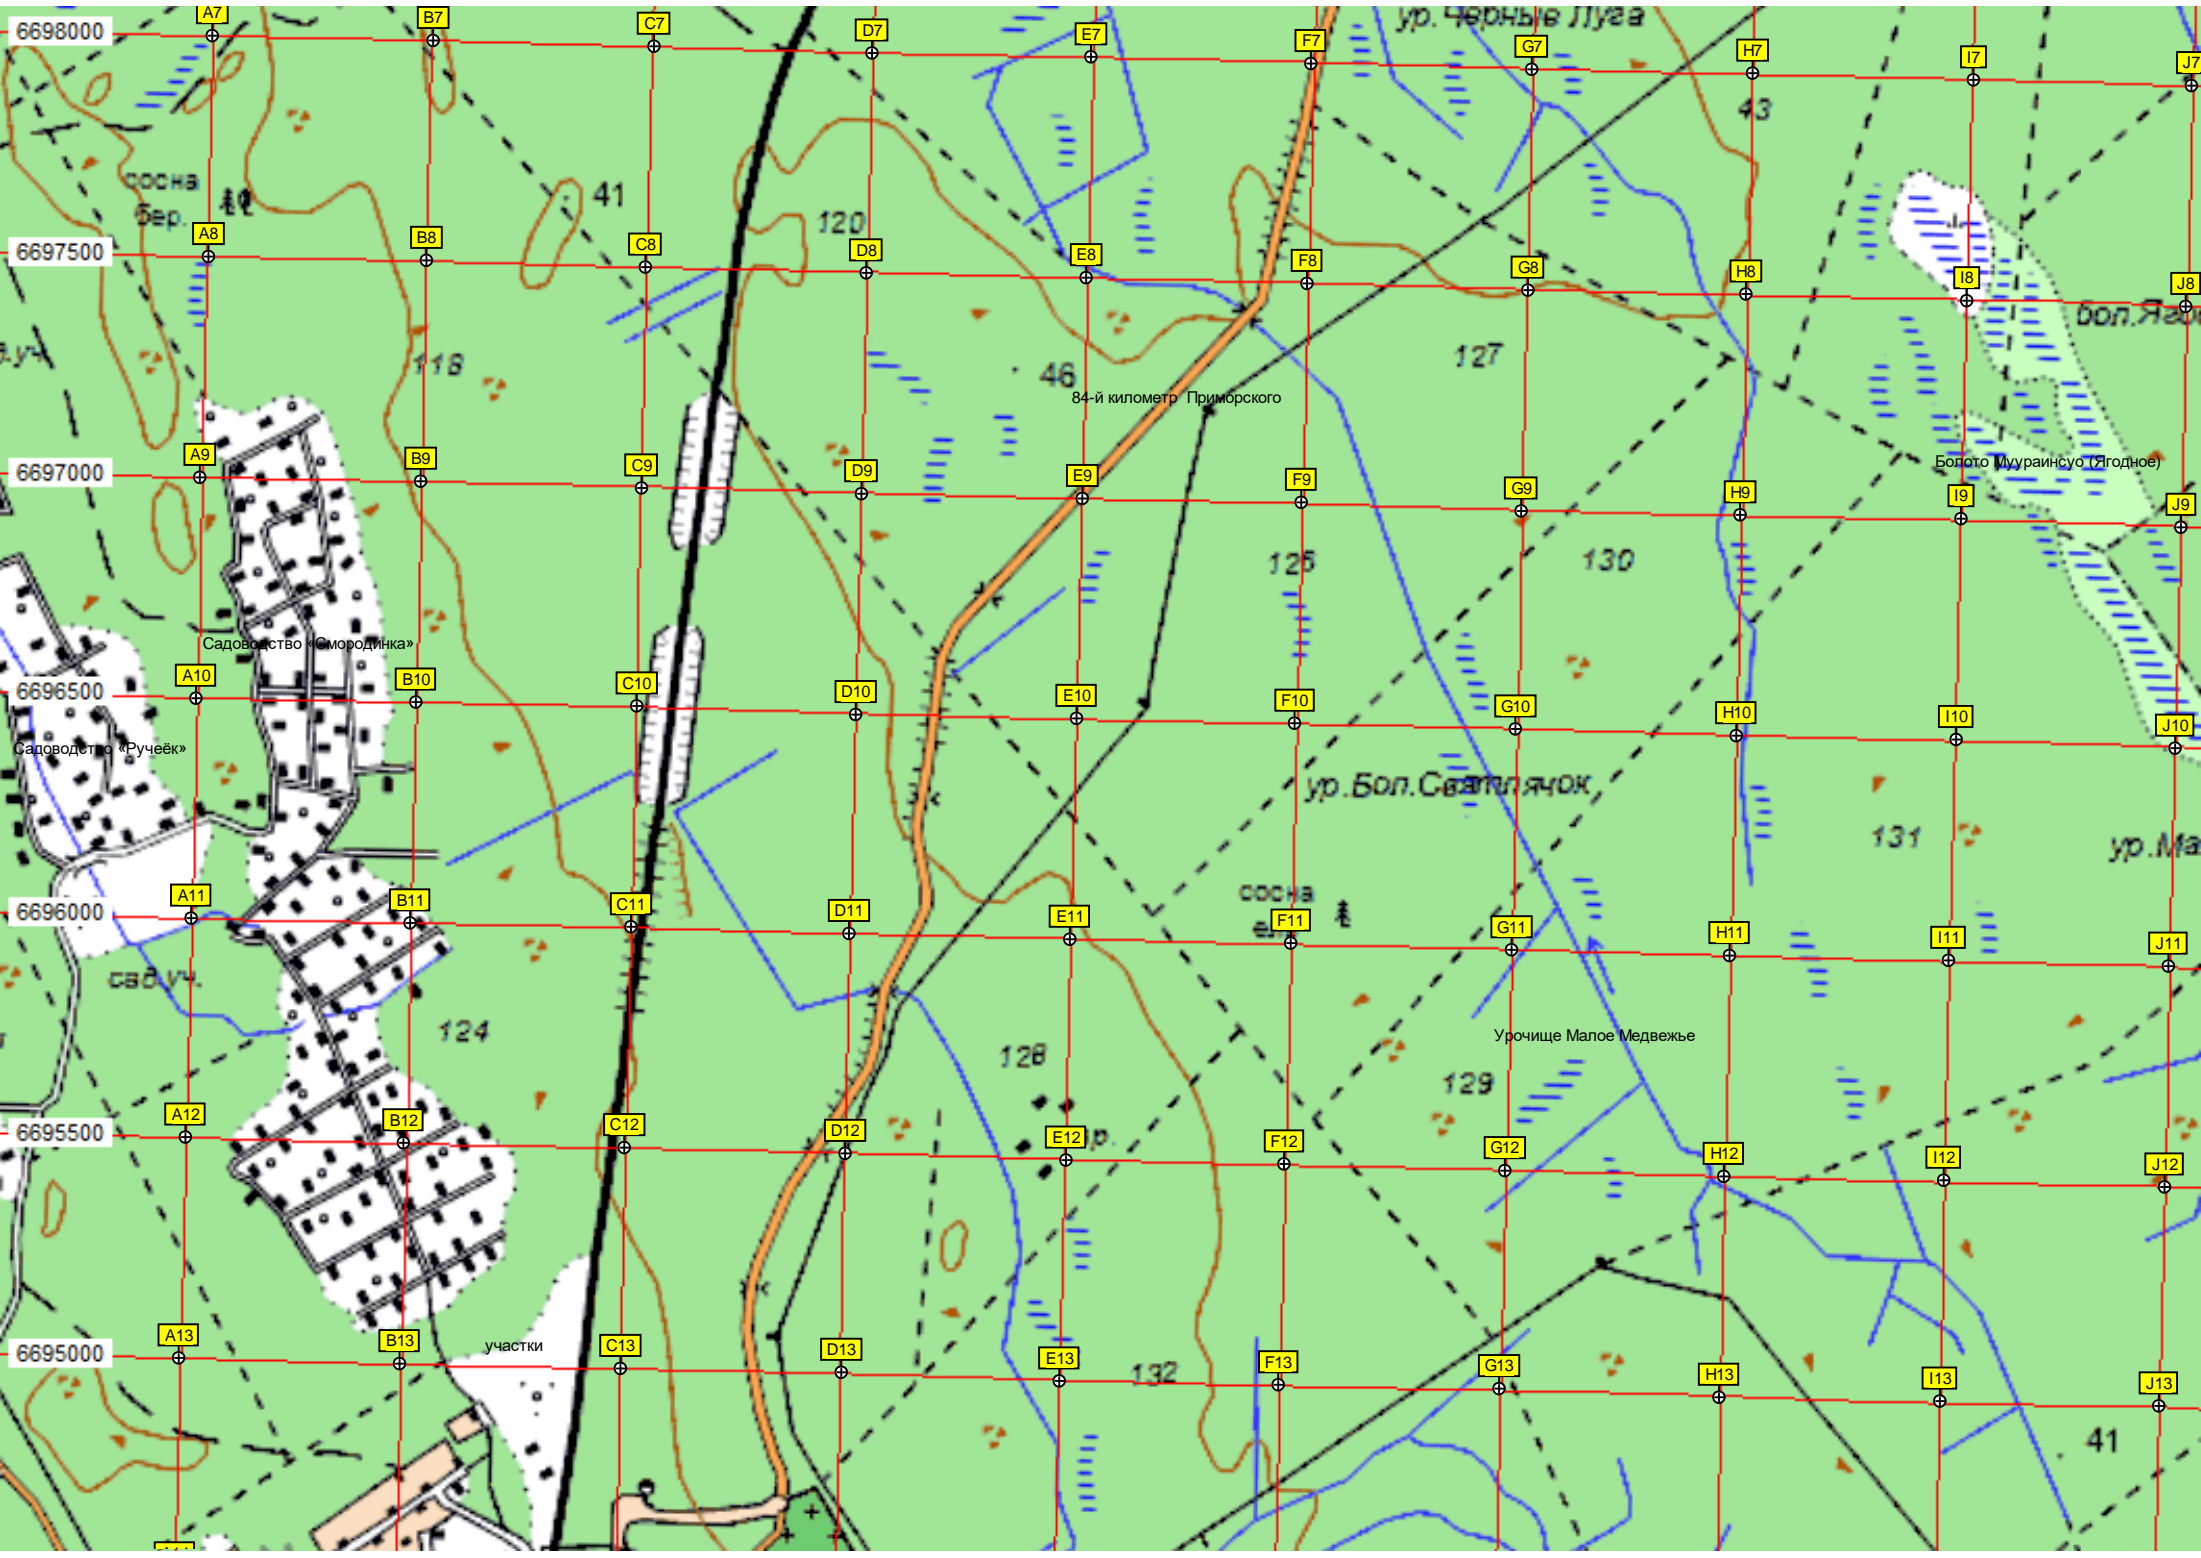 A7 B7 C7 D7 E7 F7 G7 H7 I7 J7
6698000
ур.Черные Луга
43
сосна
бер.
41
120
A8 B8 C8 D8 E8 F8 G8 H8 I8 J8
6697500
118
46
127
84-й километр Приморского
A9 B9 C9 D9 E9 F9 G9 H9 I9 J9
6697000
Болото Муураинсуо (Ягодное)
125
130
Садоводство «Смородинка»
A10 B10 C10 D10 E10 F10 G10 H10 I10 J10
6696500
Садоводство «Ручеёк»
ур.Бол.Светлячок
131
ур.Ма
A11 B11 C11 D11 E11 F11 G11 H11 I11 J11
6696000
сосна
сад.уч.
124
128
Урочище Малое Медвежье
129
A12 B12 C12 D12 E12 F12 G12 H12 I12 J12
6695500
A13 B13 C13 D13 E13 F13 G13 H13 I13 J13
6695000
участки
132
41